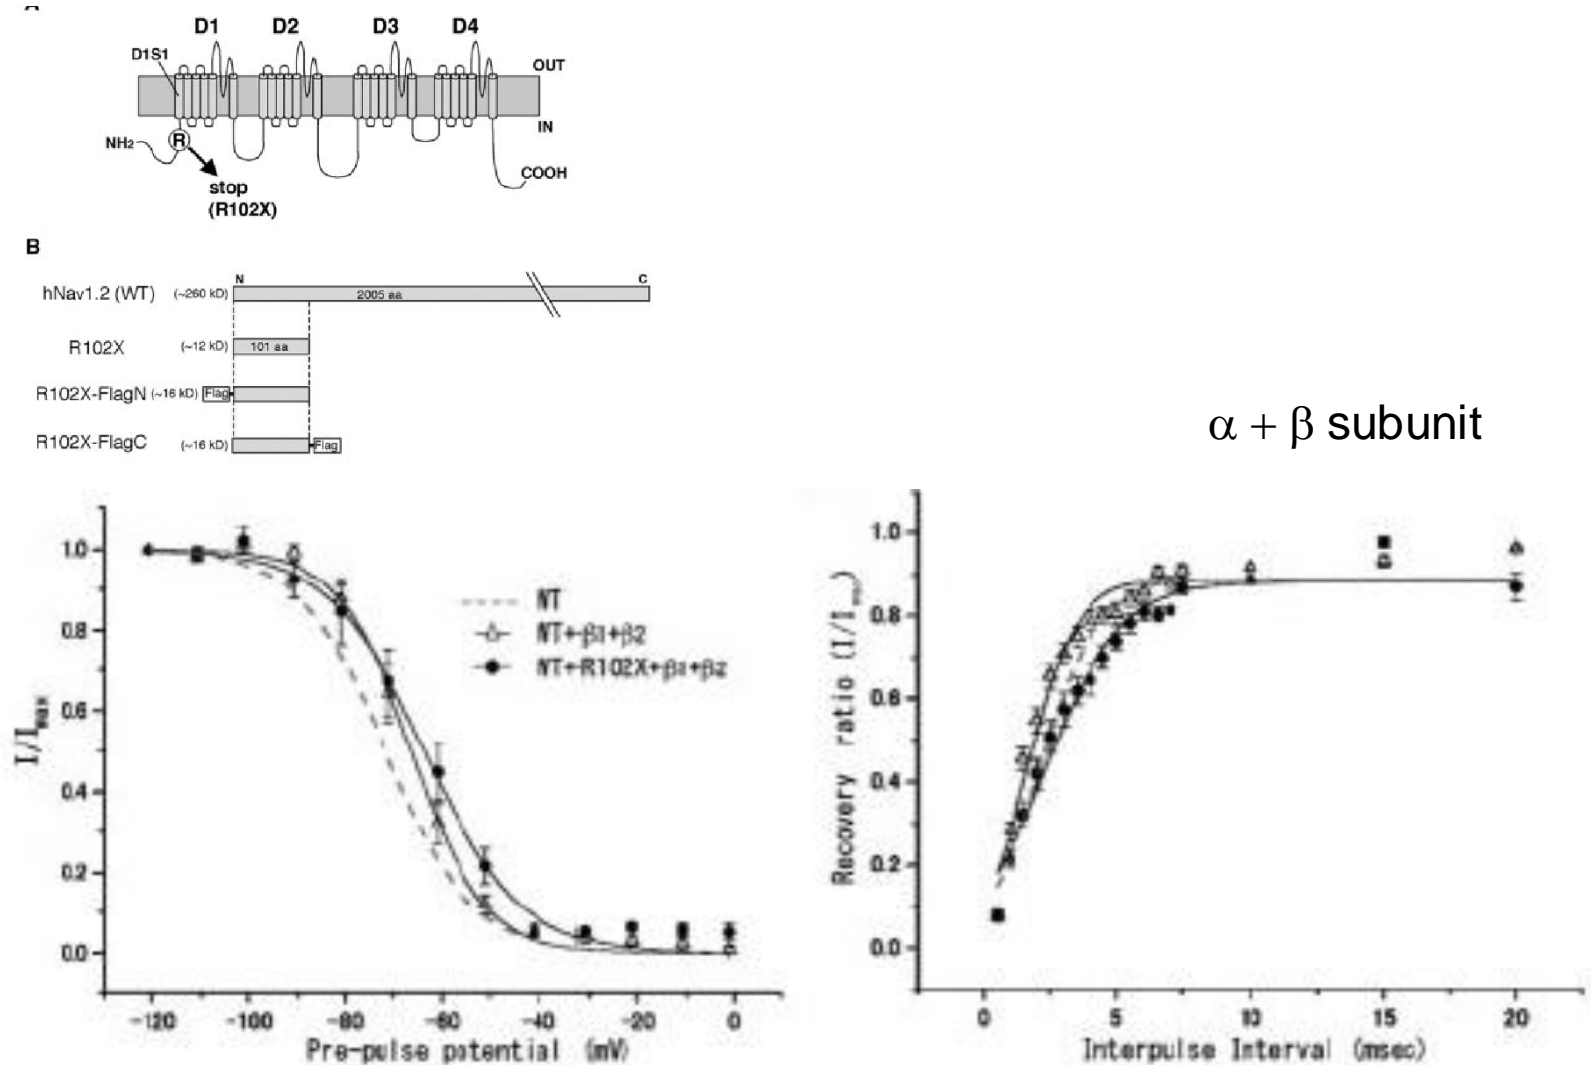 D1 D2 D3 D4
D1S1
OUT
IN
NH2
R
stop
(R102X)
COOH
B
N C
hNav1.2 (WT) (~260 kD) 2005 aa
R102X (~12 kD) 101 aa
R102X-FlagN (~16 kD) Flag
R102X-FlagC (~16 kD) Flag
α + β subunit
1.0
0.8
0.6
0.4
0.2
0.0
I/Imax
WT
WT+β1+β2
WT+R102X+β1+β2
-120 -100 -80 -60 -40 -20 0
Pre-pulse potential (mV)
1.0
0.8
0.6
0.4
0.2
0.0
Recovery ratio (I/Imax)
0 5 10 15 20
Interpulse Interval (msec)